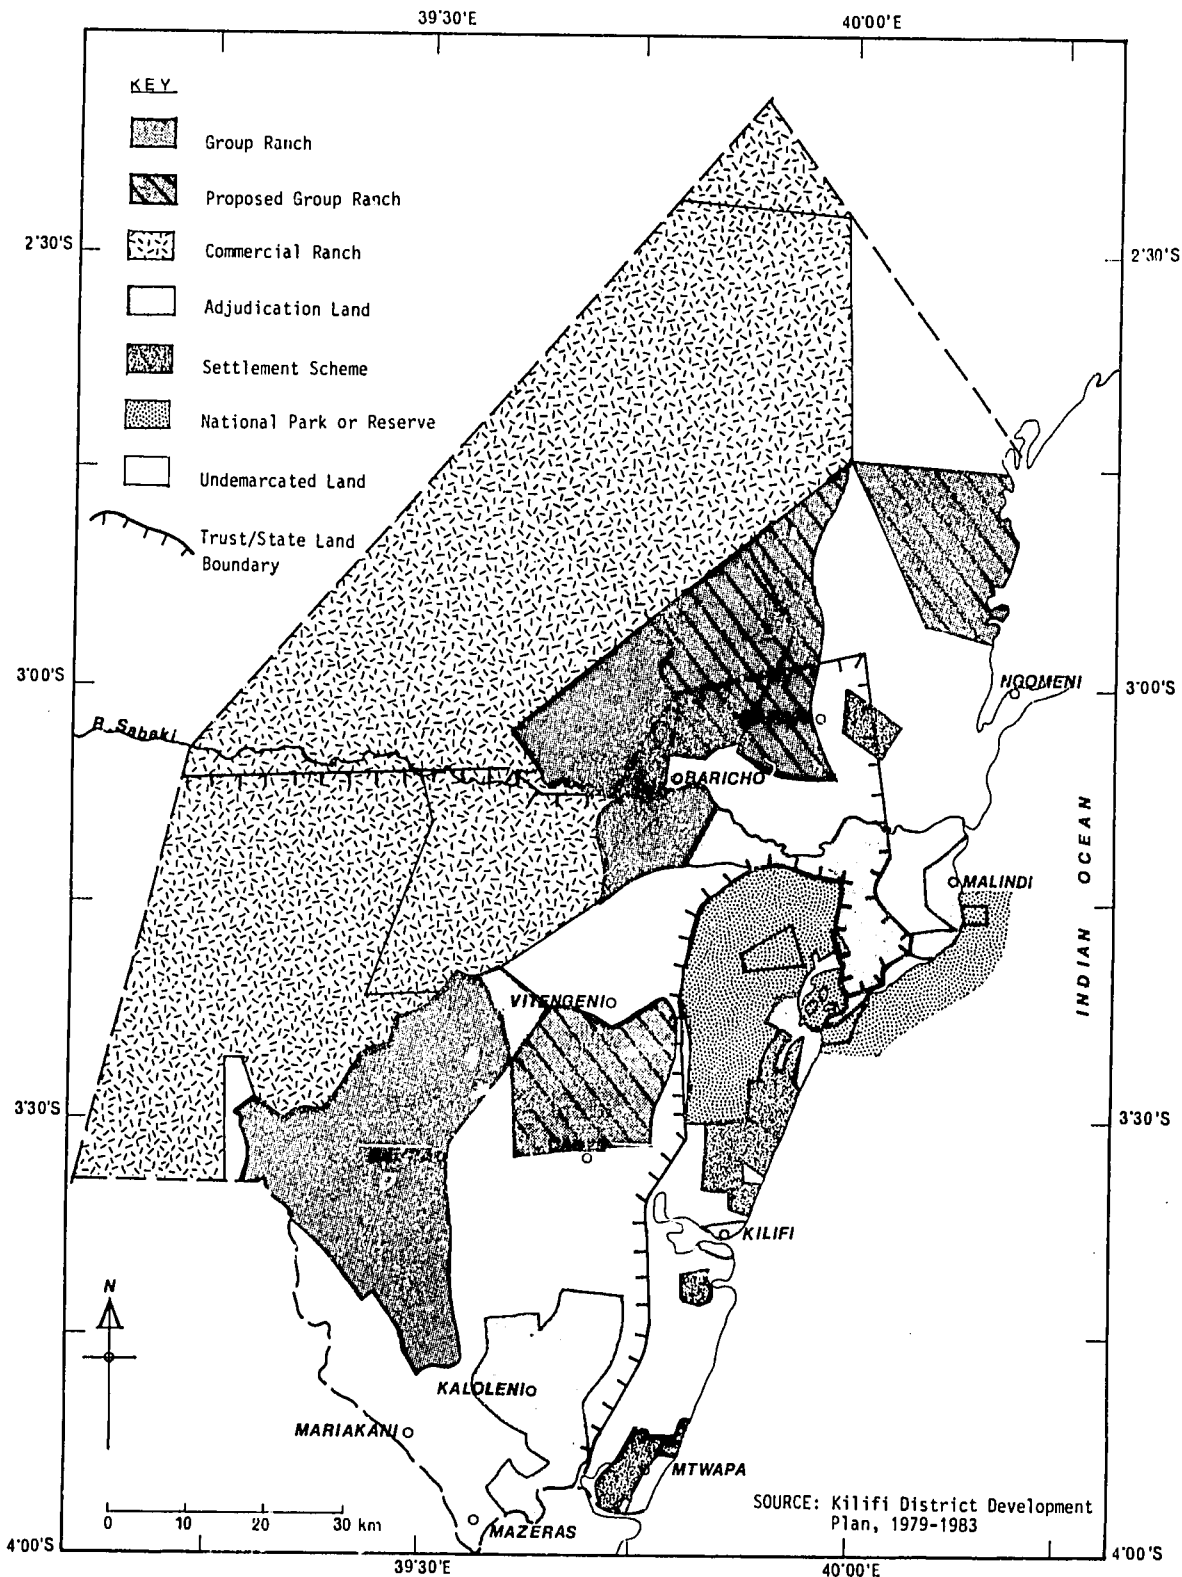 39°30'E
40°00'E
KEY
Group Ranch
Proposed Group Ranch
2°30'S
2°30'S
Commercial Ranch
Adjudication Land
Settlement Scheme
National Park or Reserve
Undemarcated Land
Trust/State Land
Boundary
3°00'S
NGOMENI
3°00'S
R. Sabaki
BARICHO
INDIAN OCEAN
MALINDI
VITENGENI
3°30'S
3°30'S
KILIFI
N
KALOLENI
MARIAKANI
MTWAPA
SOURCE: Kilifi District Development
Plan, 1979-1983
0 10 20 30 km
MAZERAS
4°00'S
4°00'S
39°30'E
40°00'E